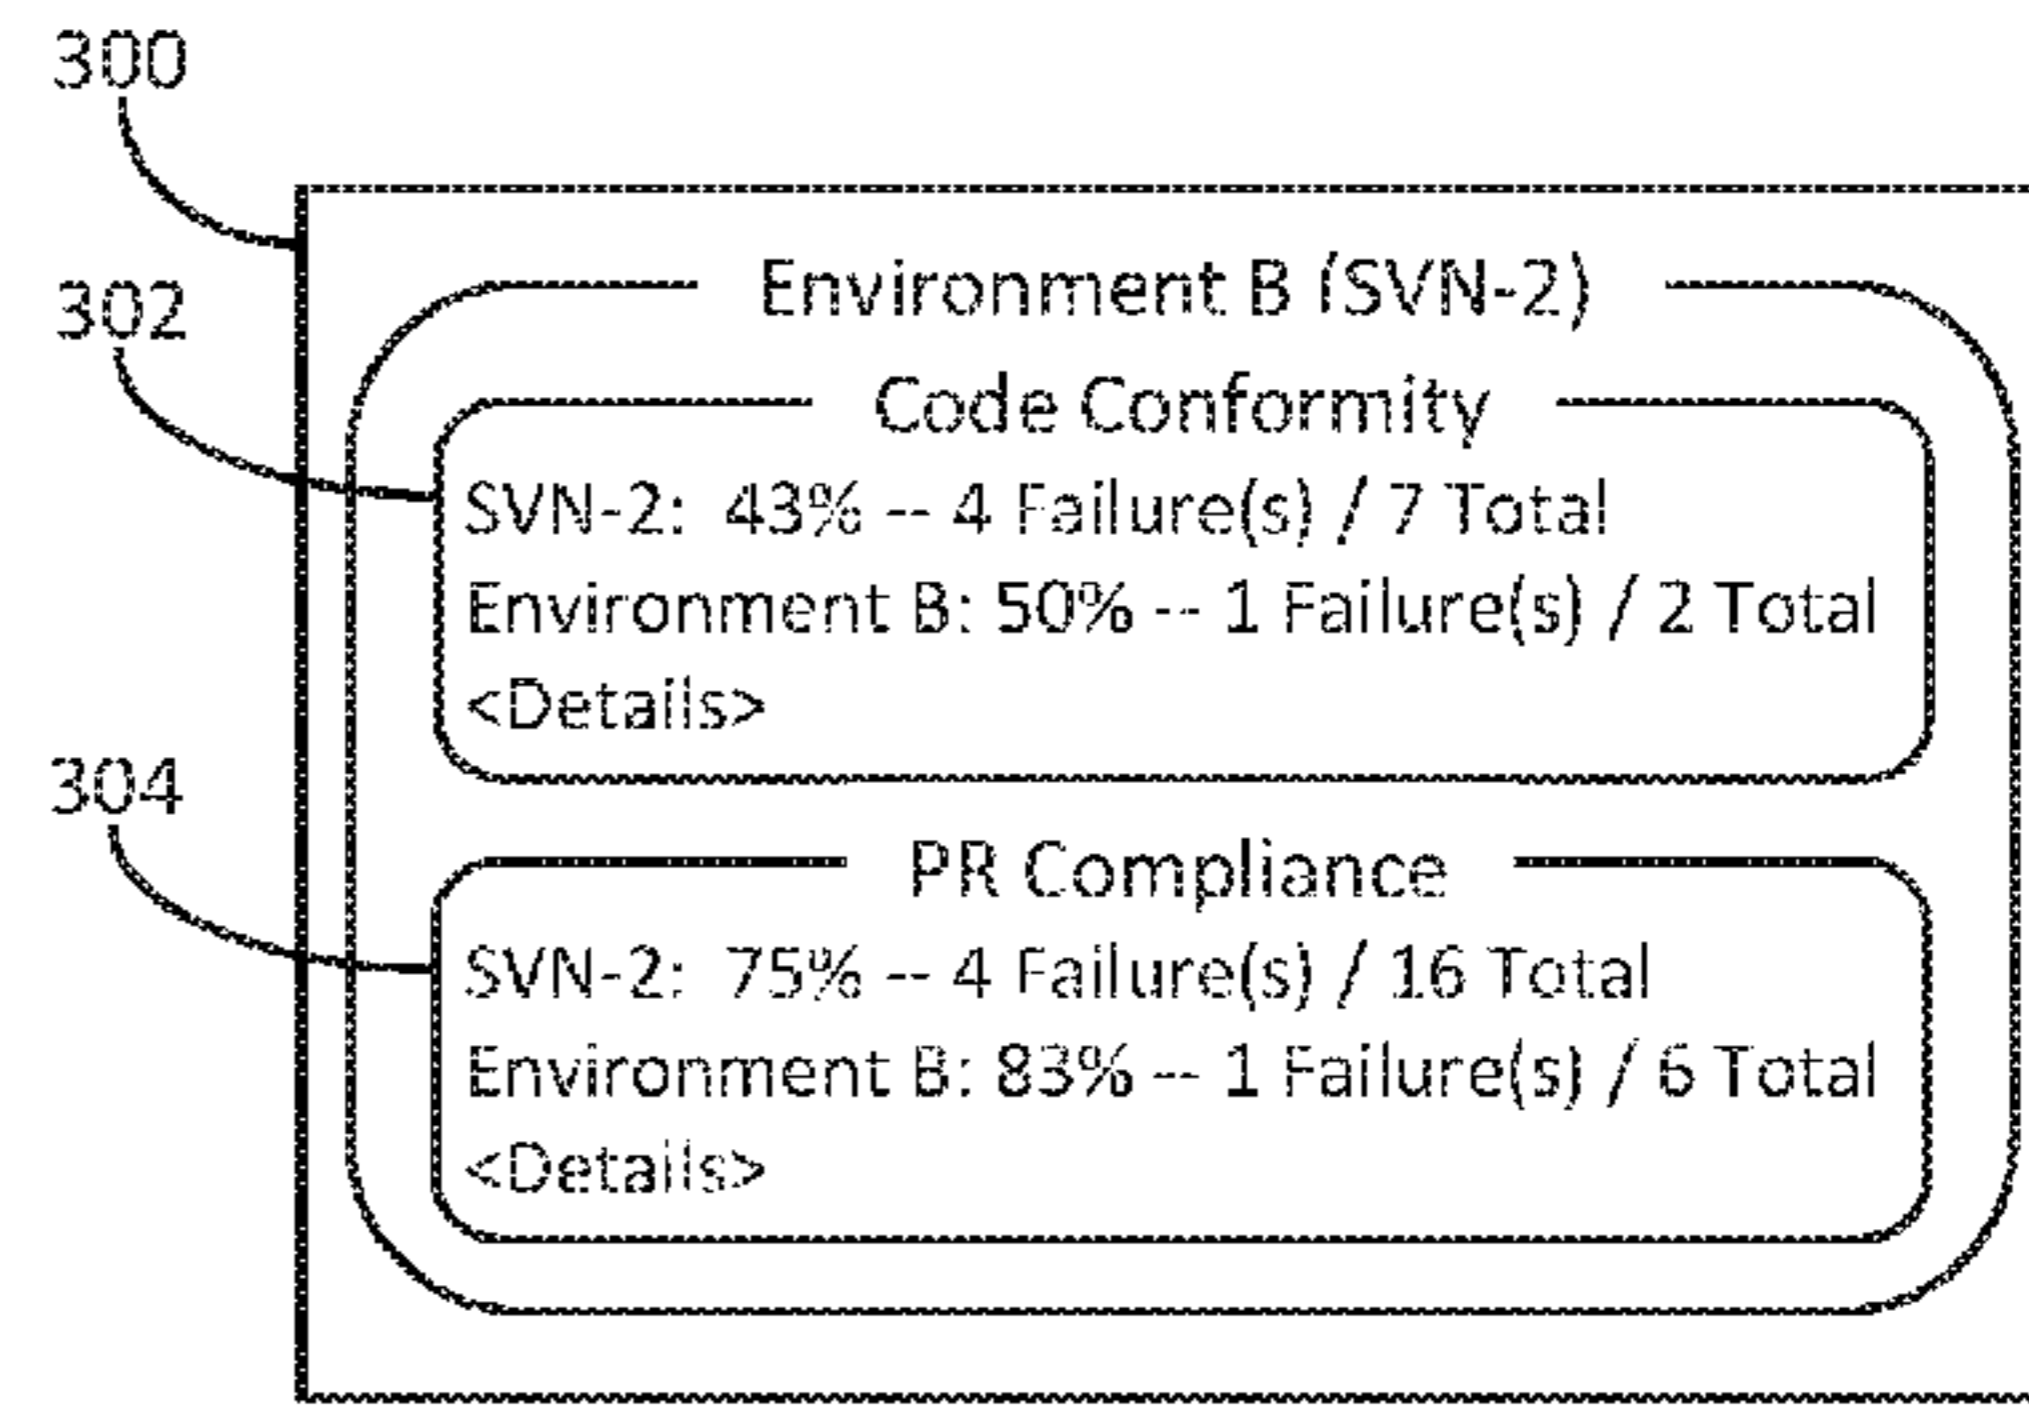 300
Environment B (SVN-2)
302
Code Conformity
SVN-2: 43% -- 4 Failure(s) / 7 Total
Environment B: 50% -- 1 Failure(s) / 2 Total
<Details>
304
PR Compliance
SVN-2: 75% -- 4 Failure(s) / 16 Total
Environment B: 83% -- 1 Failure(s) / 6 Total
<Details>